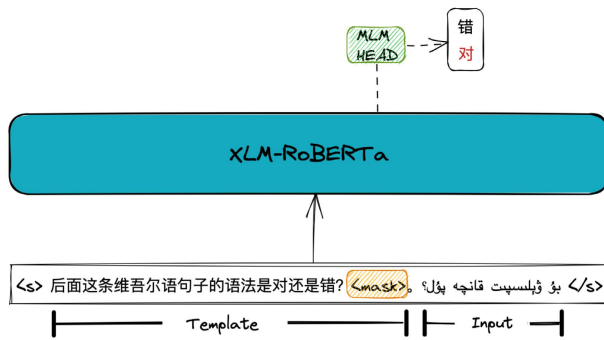 MLM
HEAD
错
对
XLM-RoBERTa
<s> 后面这条维吾尔语句子的语法是对还是错? <mask>。 بۇ ۋېلسىپت قانچە پۇل؟ </s>
Template
Input